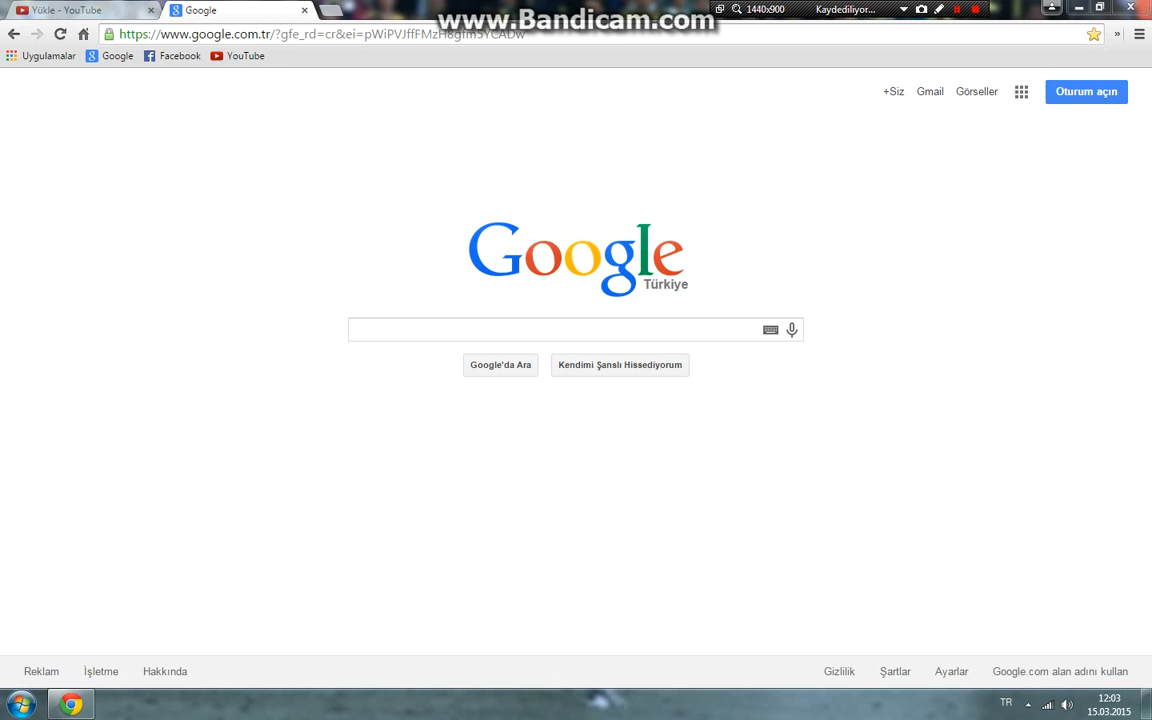 Yükle - YouTube
Google
www.Bandicam.com
1440x900
Kaydediliyor...
https://www.google.com.tr/?gfe_rd=cr&ei=
Uygulamalar
Google
Facebook
YouTube
+Siz
Gmail
Görseller
Oturum açın
Google
Türkiye
Google'da Ara
Kendimi Şanslı Hissediyorum
Reklam
İşletme
Hakkında
Gizlilik
Şartlar
Ayarlar
Google.com alan adını kullan
TR
12:03
15.03.2015